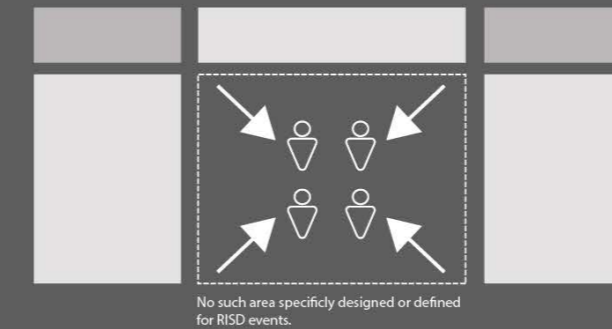 No such area specificly designed or defined
for RISD events.